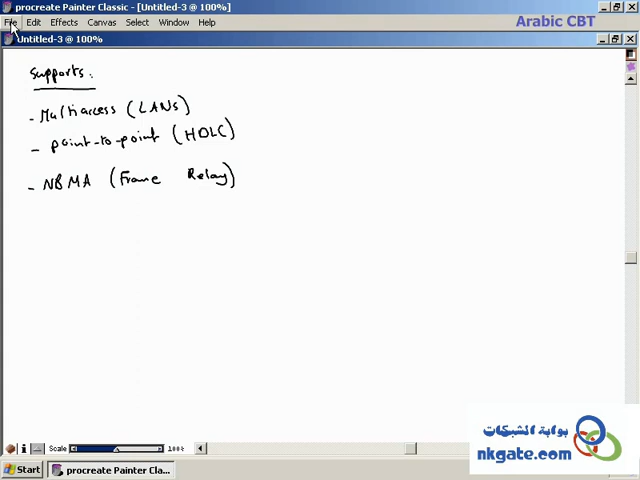 procreate Painter Classic - [Untitled-3 @ 100%]
File Edit Effects Canvas Select Window Help
Arabic CBT
Untitled-3 @ 100%
Supports:
- Multiaccess (LANs)
- point-to-point (HDLC)
- NBMA (Frame Relay)
بوابة الشبكات
nkgate.com
Scale 100%
Start procreate Painter Cla...